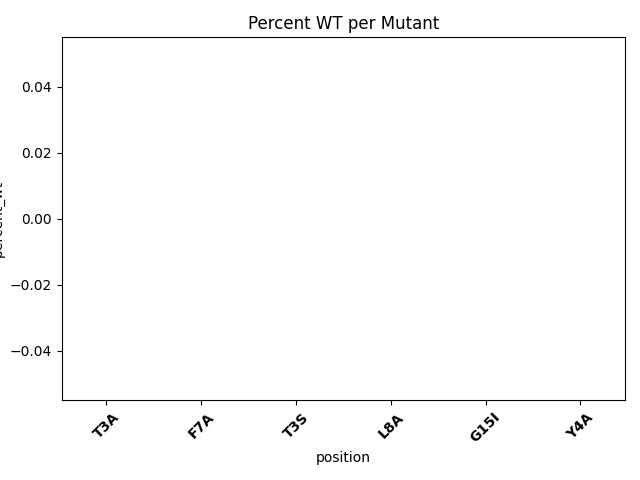 Percent WT per Mutant
0.04
0.02
0.00
−0.02
−0.04
percent_wt
T3A
F7A
T3S
L8A
G15I
Y4A
position